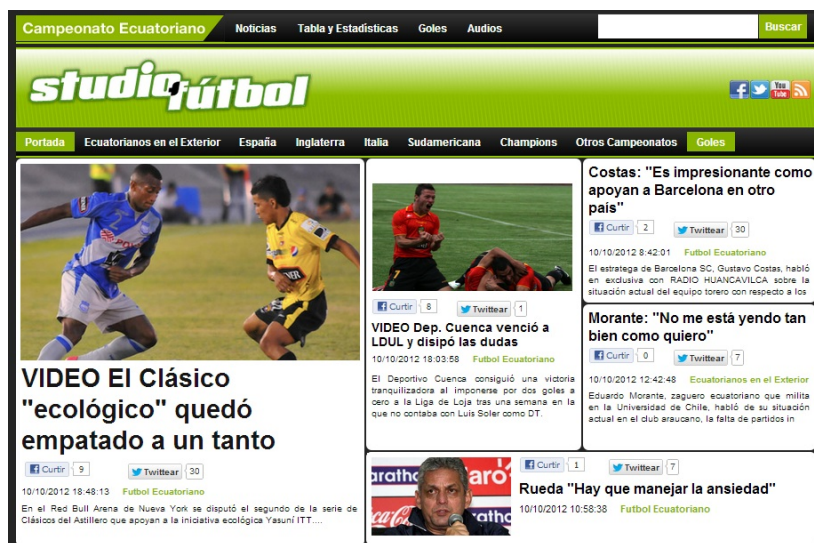 Campeonato Ecuatoriano
Noticias
Tabla y Estadísticas
Goles
Audios
Buscar
studio fútbol
You Tube
Portada
Ecuatorianos en el Exterior
España
Inglaterra
Italia
Sudamericana
Champions
Otros Campeonatos
Goles
VIDEO El Clásico
"ecológico" quedó
empatado a un tanto
Curtir 9
Twittear 30
10/10/2012 18:48:13 Futbol Ecuatoriano
En el Red Bull Arena de Nueva York se disputó el segundo de la serie de
Clásicos del Astillero que apoyan a la iniciativa ecológica Yasuní ITT....
Curtir 8
Twittear 1
VIDEO Dep. Cuenca venció a
LDUL y disipó las dudas
10/10/2012 18:03:58 Futbol Ecuatoriano
El Deportivo Cuenca consiguió una victoria
tranquilizadora al imponerse por dos goles a
cero a la Liga de Loja tras una semana en la
que no contaba con Luis Soler como DT.
Costas: "Es impresionante como
apoyan a Barcelona en otro
país"
Curtir 2
Twittear 30
10/10/2012 8:42:01 Futbol Ecuatoriano
El estratega de Barcelona SC, Gustavo Costas, habló
en exclusiva con RADIO HUANCAVILCA sobre la
situación actual del equipo torero con respecto a los
Morante: "No me está yendo tan
bien como quiero"
Curtir 0
Twittear 7
10/10/2012 12:42:48 Ecuatorianos en el Exterior
Eduardo Morante, zaguero ecuatoriano que milita
en la Universidad de Chile, habló de su situación
actual en el club araucano, la falta de partidos in
Curtir 1
Twittear 7
Rueda "Hay que manejar la ansiedad"
10/10/2012 10:58:38 Futbol Ecuatoriano